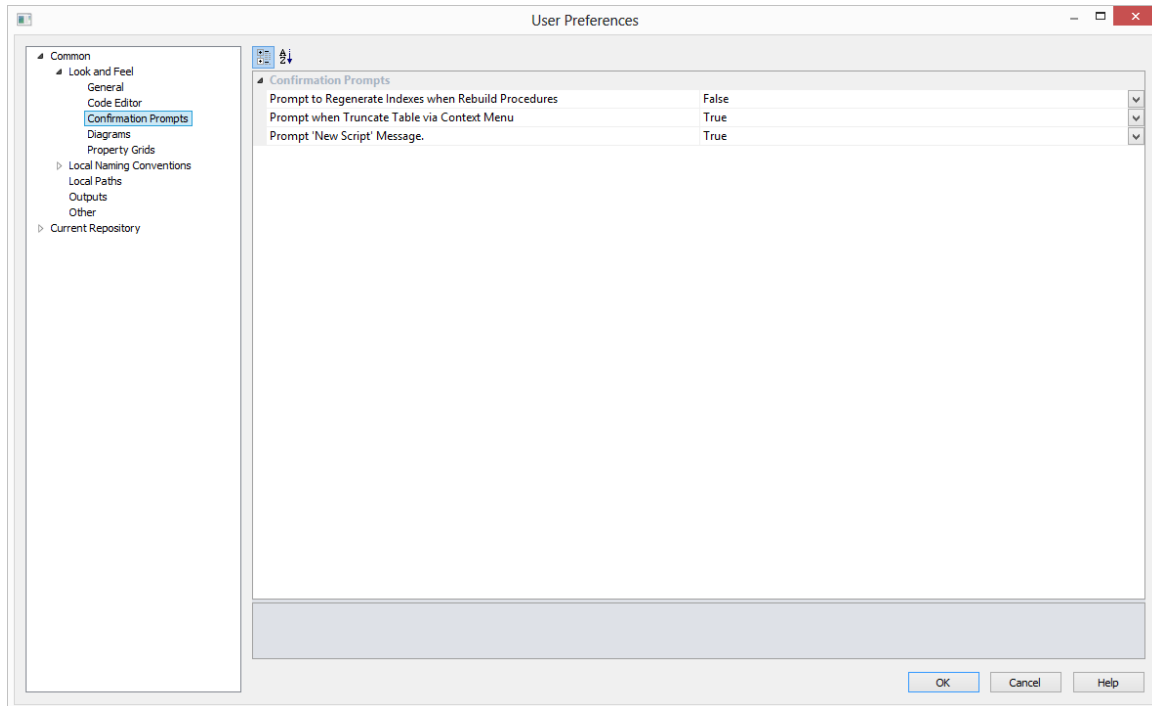 User Preferences
Common
Look and Feel
General
Code Editor
Confirmation Prompts
Diagrams
Property Grids
Local Naming Conventions
Local Paths
Outputs
Other
Current Repository
Confirmation Prompts
Prompt to Regenerate Indexes when Rebuild Procedures False
Prompt when Truncate Table via Context Menu True
Prompt 'New Script' Message. True
OK Cancel Help